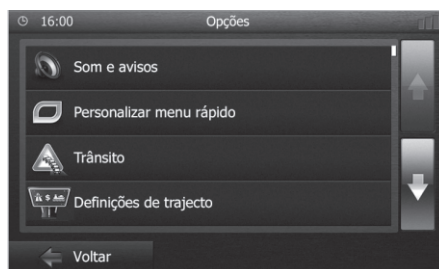 16:00 Opções
Som e avisos
Personalizar menu rápido
Trânsito
Definições de trajecto
Voltar